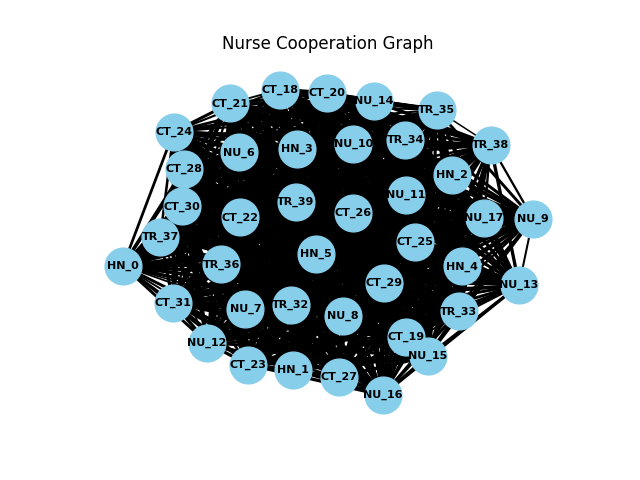 Nurse Cooperation Graph
CT_18
CT_20
CT_21
NU_14
TR_35
CT_24
TR_34
NU_10
TR_38
HN_3
NU_6
CT_28
HN_2
NU_11
TR_39
CT_30
CT_26
CT_22
NU_17
NU_9
TR_37
CT_25
HN_5
TR_36
HN_0
HN_4
CT_29
NU_13
CT_31
TR_32
NU_7
TR_33
NU_8
CT_19
NU_12
NU_15
CT_23
HN_1
CT_27
NU_16